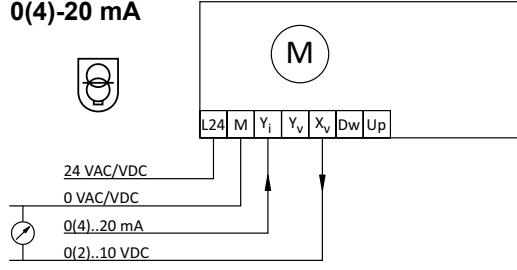 0(4)-20 mA
M
L24 M Yi Yv Xv Dw Up
24 VAC/VDC
0 VAC/VDC
0(4)..20 mA
0(2)..10 VDC